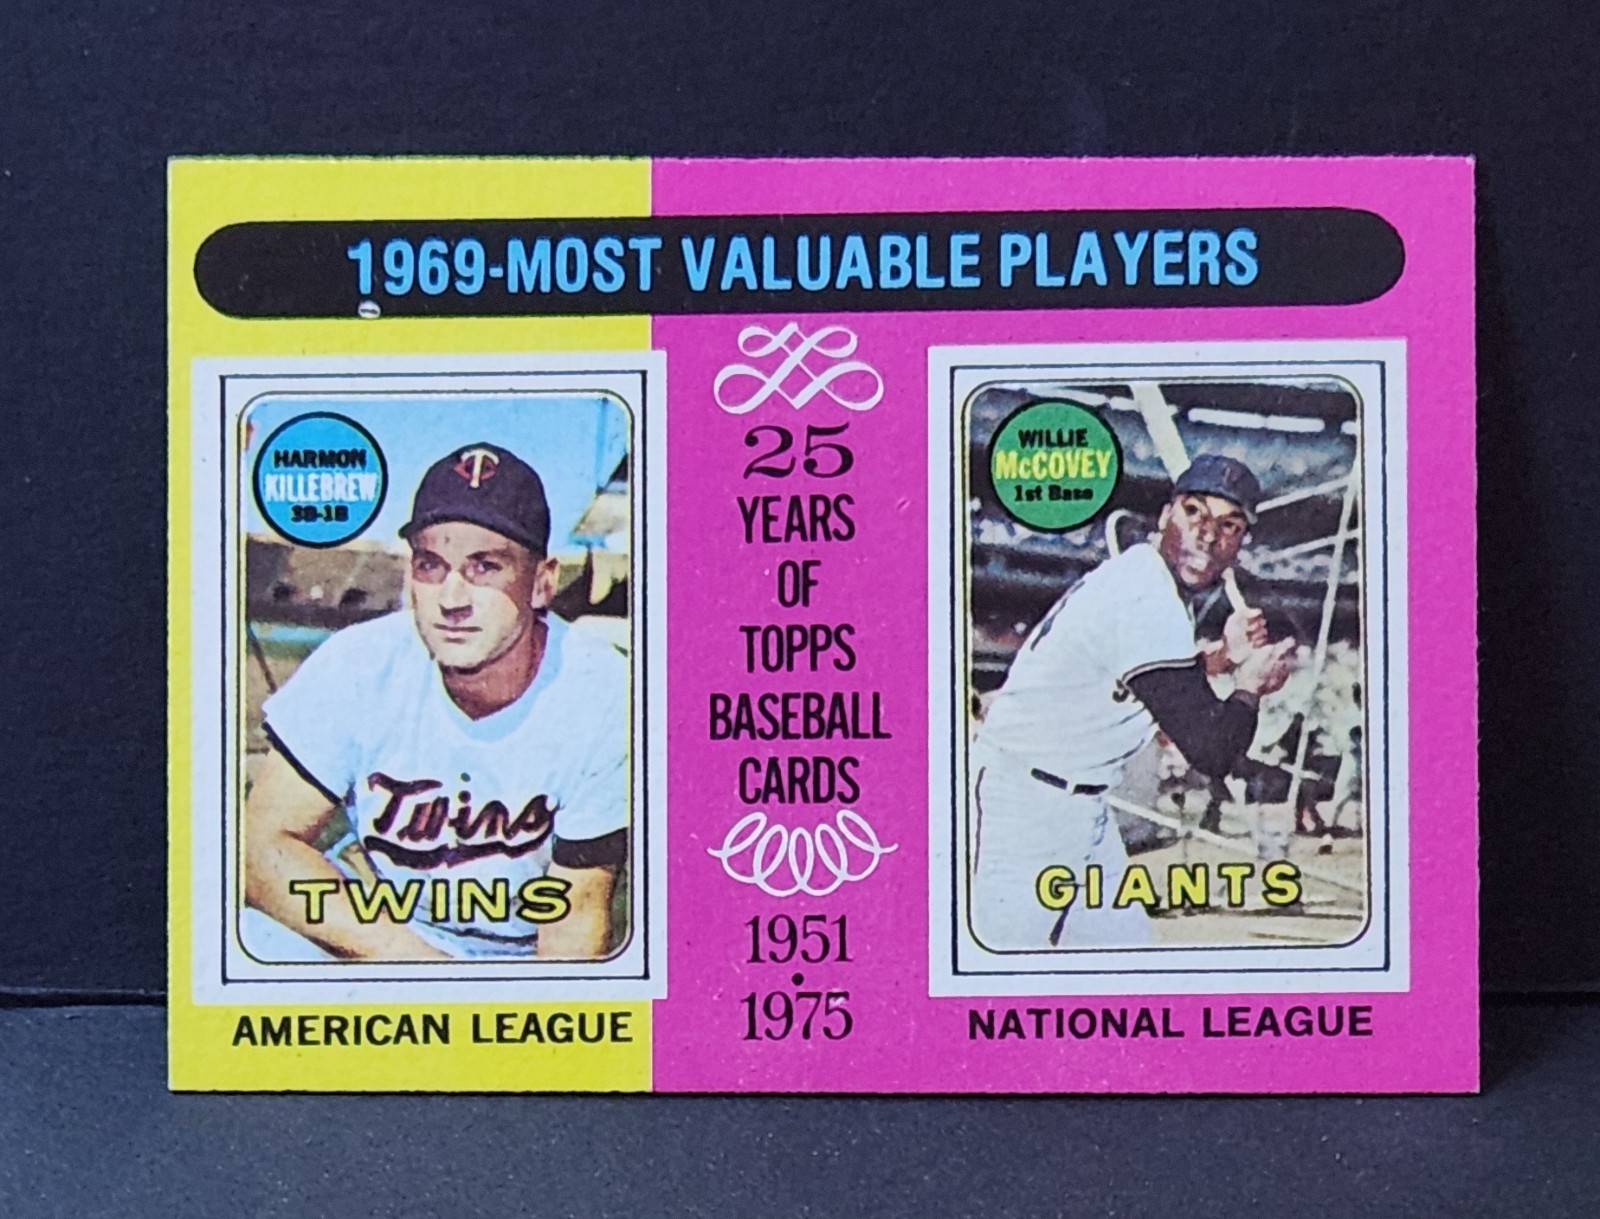 1969-MOST VALUABLE PLAYERS
HARMON
KILLEBREW
3B-1B
Twins
TWINS
AMERICAN LEAGUE
25
YEARS
OF
TOPPS
BASEBALL
CARDS
1951
•
1975
WILLIE
McCOVEY
1st Base
GIANTS
NATIONAL LEAGUE